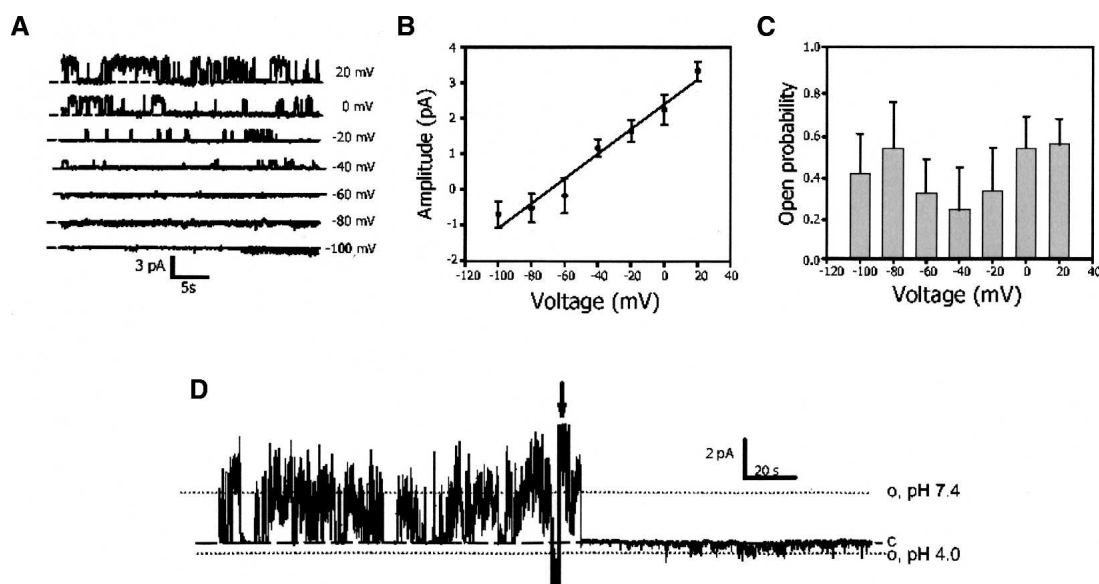 A
20 mV
0 mV
-20 mV
-40 mV
-60 mV
-80 mV
-100 mV
3 pA
5s
B
Amplitude (pA)
4
3
2
1
0
-1
-2
-120 -100 -80 -60 -40 -20 0 20 40
Voltage (mV)
C
Open probability
1.0
0.8
0.6
0.4
0.2
0.0
-120 -100 -80 -60 -40 -20 0 20 40
Voltage (mV)
D
2 pA
20 s
o, pH 7.4
c
o, pH 4.0